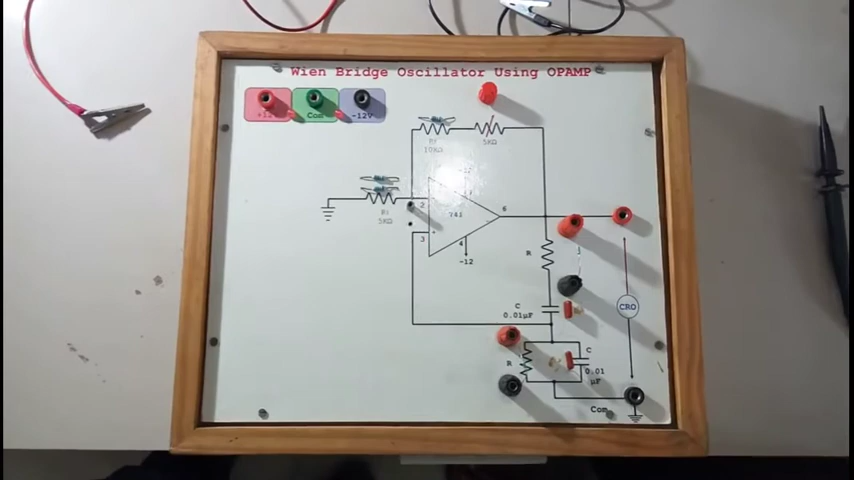 Wien Bridge Oscillator Using OPAMP
+12V Com -12V
Rf
10KΩ
5KΩ
R1
5KΩ
2
741
6
3
4
-12
R
C
0.01µF
CRO
R
C
0.01
µF
Com